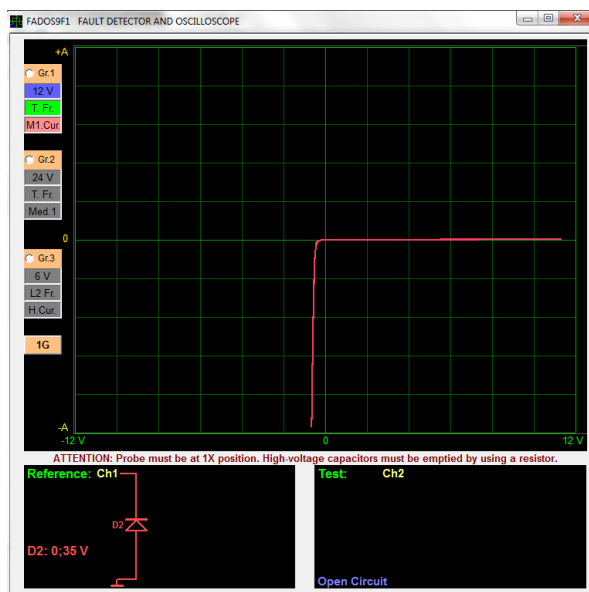 FADOS9F1 FAULT DETECTOR AND OSCILLOSCOPE
+A
Gr.1
12 V
T. Fr.
M1.Cur
Gr.2
24 V
T. Fr.
Med.1
0
Gr.3
6 V
L2 Fr.
H.Cur.
1G
-A
-12 V 0 12 V
ATTENTION: Probe must be at 1X position. High-voltage capacitors must be emptied by using a resistor.
Reference: Ch1
D2
D2: 0;35 V
Test: Ch2
Open Circuit